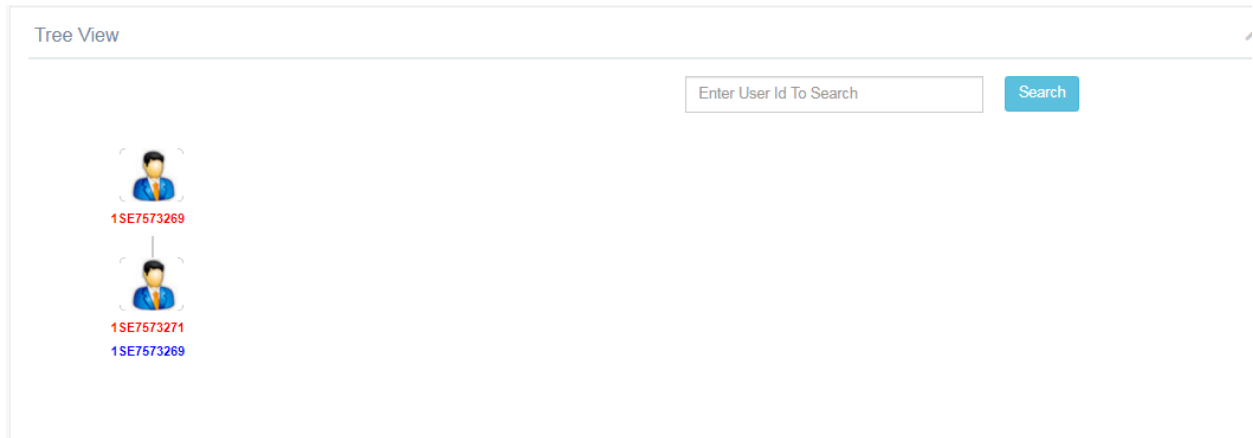 Tree View
Enter User Id To Search
Search
1SE7573269
1SE7573271
1SE7573269